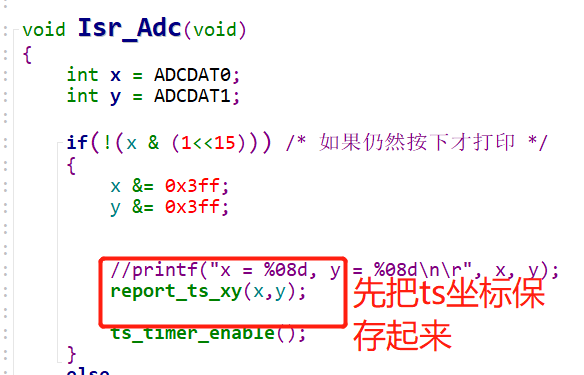 void Isr_Adc(void)
{
int x = ADCDAT0;
int y = ADCDAT1;
if(!(x & (1<<15))) /* 如果仍然按下才打印 */
{
x &= 0x3ff;
y &= 0x3ff;
//printf("x = %08d, y = %08d\n\r", x, y);
report_ts_xy(x,y);
先把ts坐标保
存起来
ts_timer_enable();
}
else